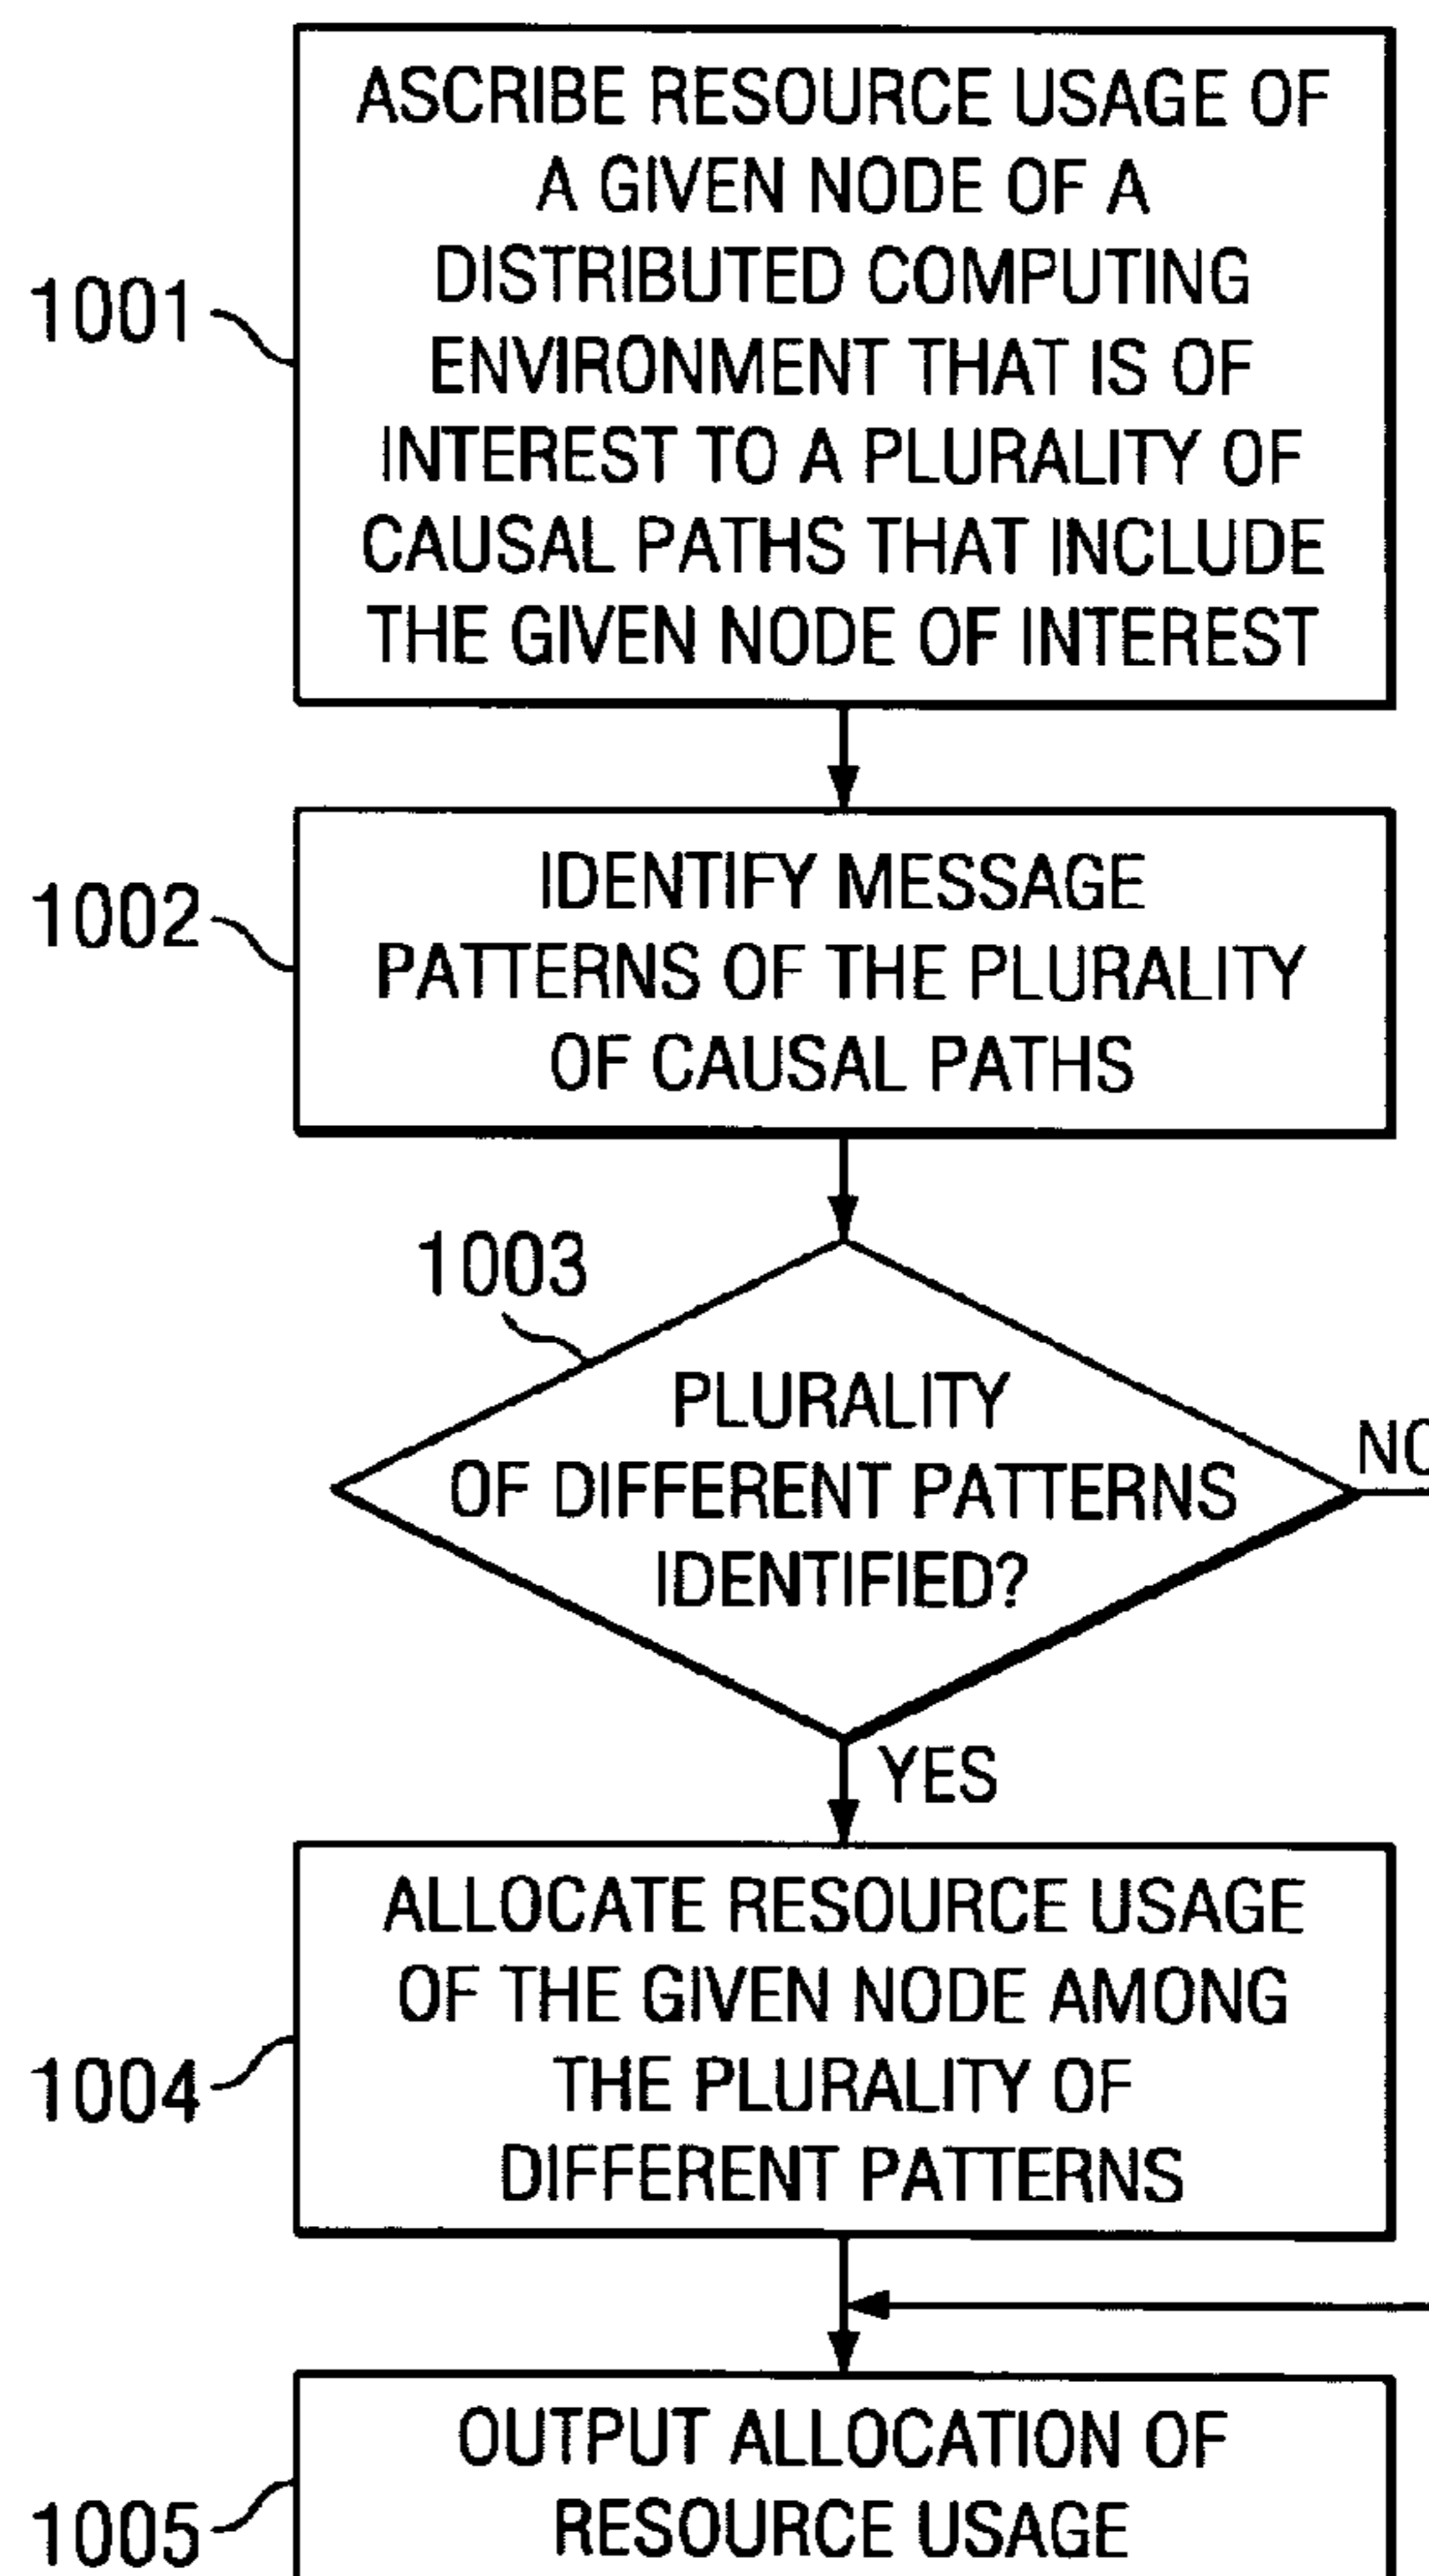 ASCRIBE RESOURCE USAGE OF
A GIVEN NODE OF A
DISTRIBUTED COMPUTING
ENVIRONMENT THAT IS OF
INTEREST TO A PLURALITY OF
CAUSAL PATHS THAT INCLUDE
THE GIVEN NODE OF INTEREST
1001
IDENTIFY MESSAGE
PATTERNS OF THE PLURALITY
OF CAUSAL PATHS
1002
1003
PLURALITY
OF DIFFERENT PATTERNS
IDENTIFIED?
NO
YES
ALLOCATE RESOURCE USAGE
OF THE GIVEN NODE AMONG
THE PLURALITY OF
DIFFERENT PATTERNS
1004
OUTPUT ALLOCATION OF
RESOURCE USAGE
1005